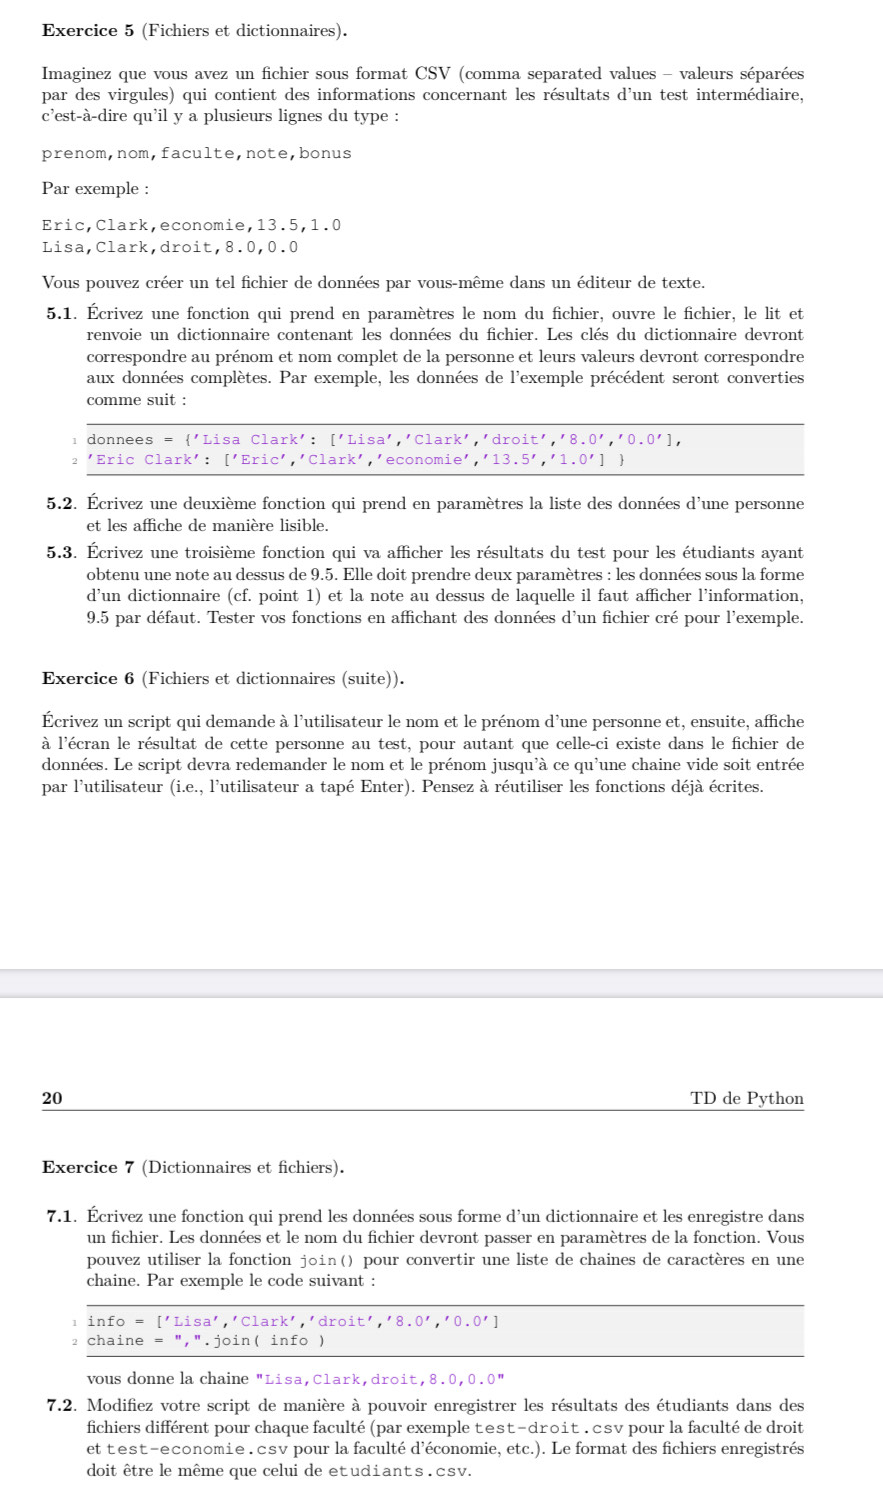 Exercice 5 (Fichiers et dictionnaires).
Imaginez que vous avez un fichier sous format CSV (comma separated values – valeurs séparées
par des virgules) qui contient des informations concernant les résultats d'un test intermédiaire,
c'est-à-dire qu'il y a plusieurs lignes du type :
prenom,nom,faculte,note,bonus
Par exemple :
Eric,Clark,economie,13.5,1.0
Lisa,Clark,droit,8.0,0.0
Vous pouvez créer un tel fichier de données par vous-même dans un éditeur de texte.
5.1. Écrivez une fonction qui prend en paramètres le nom du fichier, ouvre le fichier, le lit et
renvoie un dictionnaire contenant les données du fichier. Les clés du dictionnaire devront
correspondre au prénom et nom complet de la personne et leurs valeurs devront correspondre
aux données complètes. Par exemple, les données de l'exemple précédent seront converties
comme suit :
1 donnees = {'Lisa Clark': ['Lisa','Clark','droit','8.0','0.0'],
2 'Eric Clark': ['Eric','Clark','economie','13.5','1.0'] }
5.2. Écrivez une deuxième fonction qui prend en paramètres la liste des données d'une personne
et les affiche de manière lisible.
5.3. Écrivez une troisième fonction qui va afficher les résultats du test pour les étudiants ayant
obtenu une note au dessus de 9.5. Elle doit prendre deux paramètres : les données sous la forme
d'un dictionnaire (cf. point 1) et la note au dessus de laquelle il faut afficher l'information,
9.5 par défaut. Tester vos fonctions en affichant des données d'un fichier cré pour l'exemple.
Exercice 6 (Fichiers et dictionnaires (suite)).
Écrivez un script qui demande à l'utilisateur le nom et le prénom d'une personne et, ensuite, affiche
à l'écran le résultat de cette personne au test, pour autant que celle-ci existe dans le fichier de
données. Le script devra redemander le nom et le prénom jusqu'à ce qu'une chaine vide soit entrée
par l'utilisateur (i.e., l'utilisateur a tapé Enter). Pensez à réutiliser les fonctions déjà écrites.
20 TD de Python
Exercice 7 (Dictionnaires et fichiers).
7.1. Écrivez une fonction qui prend les données sous forme d'un dictionnaire et les enregistre dans
un fichier. Les données et le nom du fichier devront passer en paramètres de la fonction. Vous
pouvez utiliser la fonction join() pour convertir une liste de chaines de caractères en une
chaine. Par exemple le code suivant :
1 info = ['Lisa','Clark','droit','8.0','0.0']
2 chaine = ",".join( info )
vous donne la chaine "Lisa,Clark,droit,8.0,0.0"
7.2. Modifiez votre script de manière à pouvoir enregistrer les résultats des étudiants dans des
fichiers différent pour chaque faculté (par exemple test-droit.csv pour la faculté de droit
et test-economie.csv pour la faculté d'économie, etc.). Le format des fichiers enregistrés
doit être le même que celui de etudiants.csv.